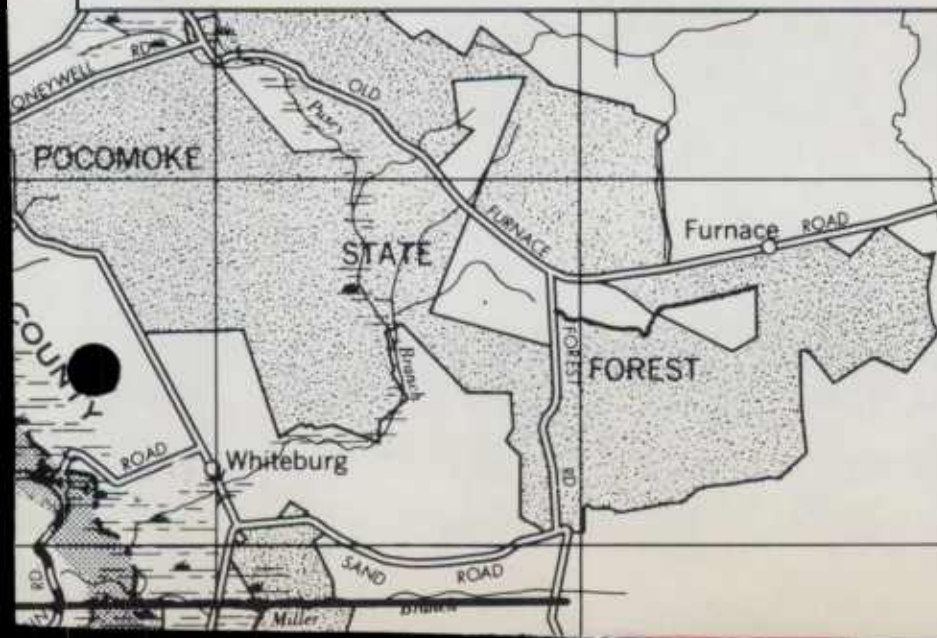 ONEYWELL RD
OLD
Pusey
POCOMOKE
FURNACE
Furnace
ROAD
STATE
COUNTY
FOREST
FOREST
Branch
ROAD
Whiteburg
RD
SAND ROAD
RD
Miller Branch